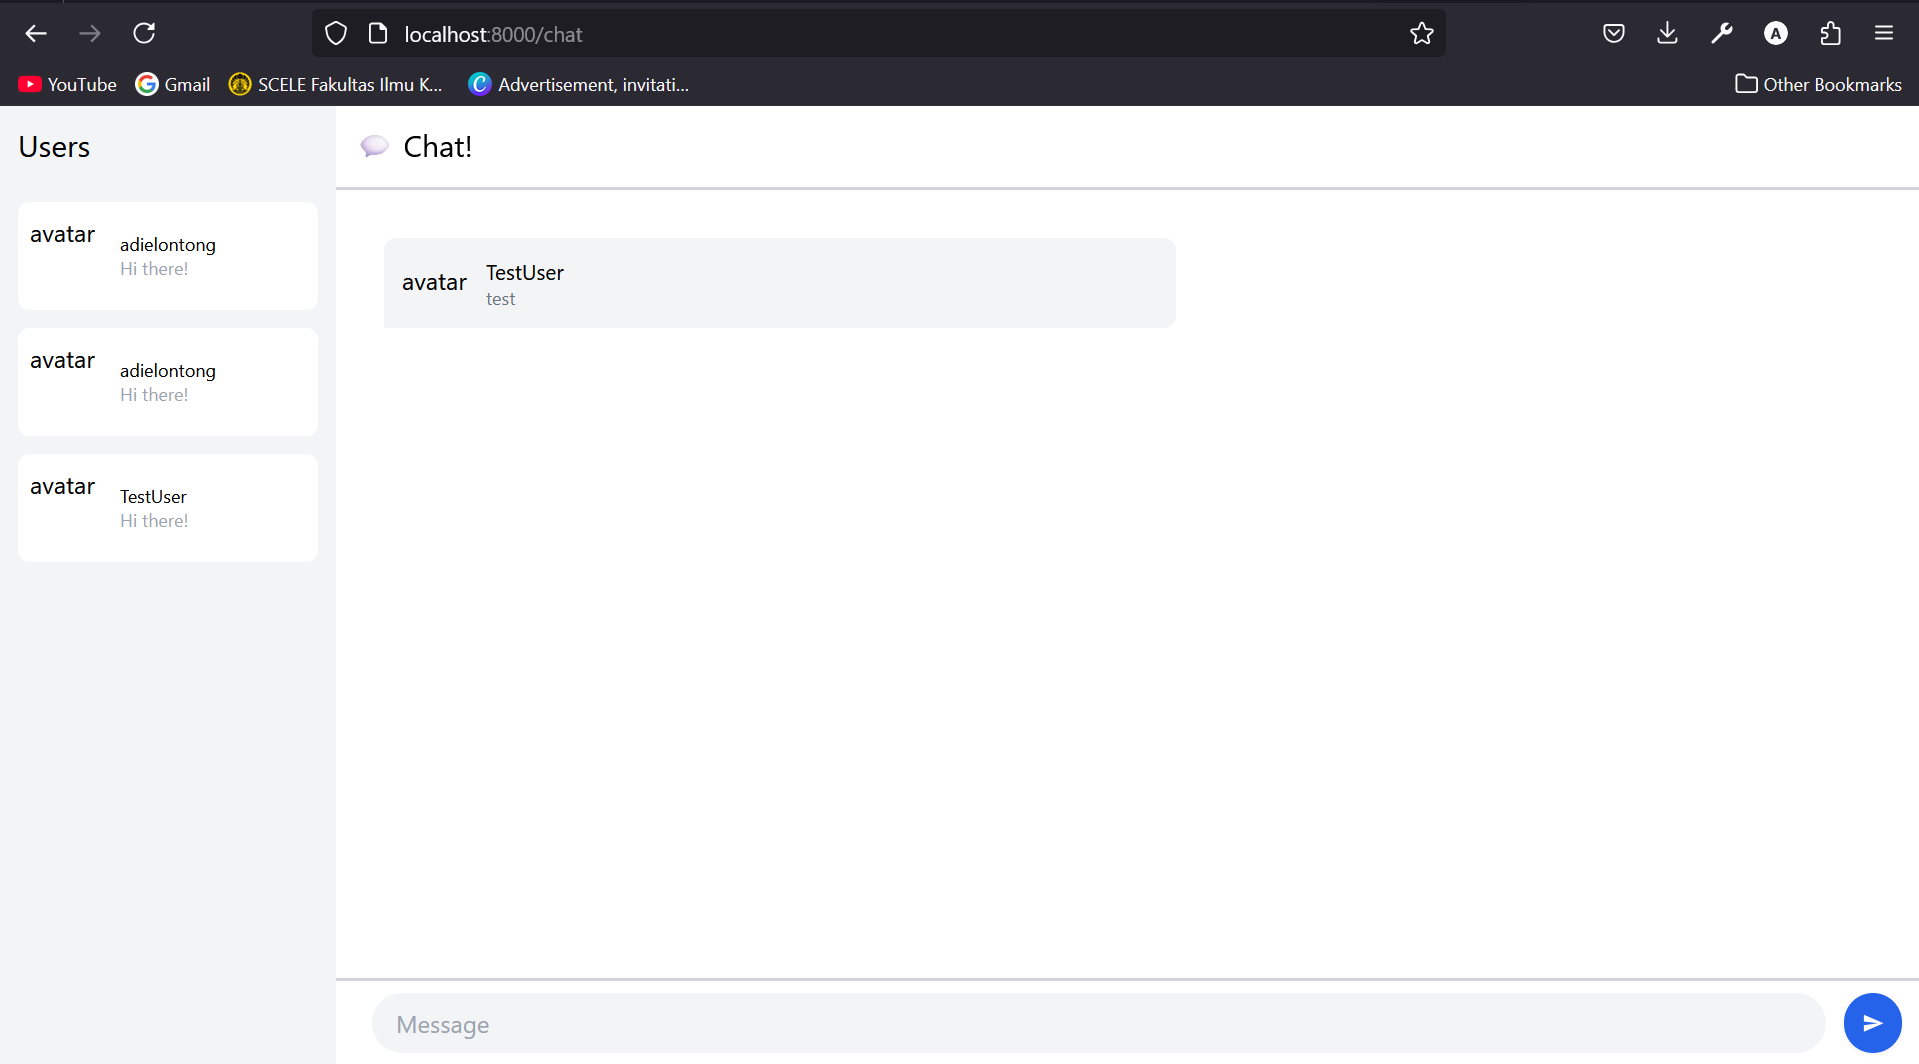 localhost:8000/chat
YouTube Gmail SCELE Fakultas Ilmu K... Advertisement, invitati... Other Bookmarks
Users
avatar
adielontong
Hi there!
avatar
adielontong
Hi there!
avatar
TestUser
Hi there!
Chat!
avatar
TestUser
test
Message